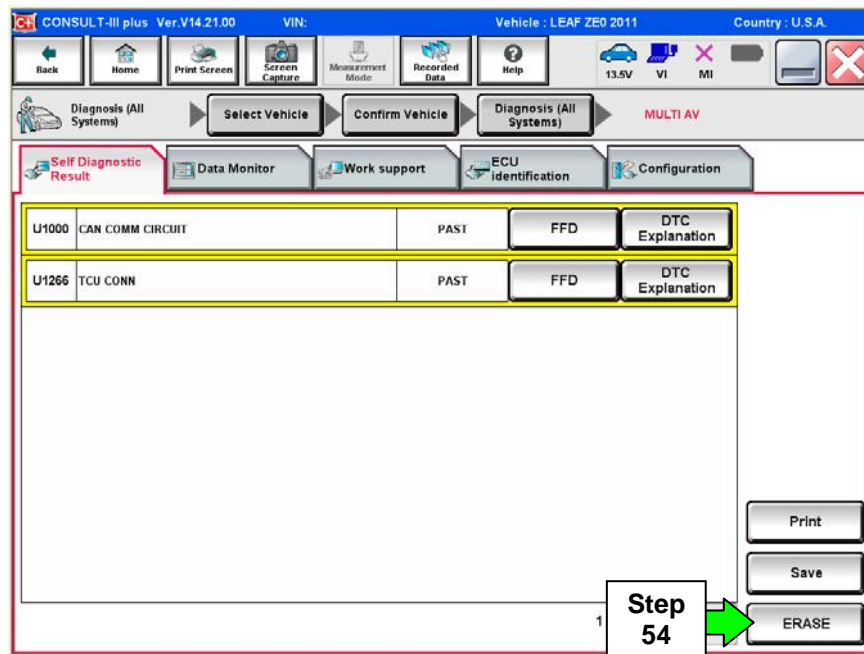 CONSULT-III plus Ver.V14.21.00 VIN: Vehicle : LEAF ZE0 2011 Country : U.S.A.
Back
Home
Print Screen
Screen
Capture
Measurement
Mode
Recorded
Data
Help
13.5V
VI
MI
Diagnosis (All
Systems)
Select Vehicle
Confirm Vehicle
Diagnosis (All
Systems)
MULTI AV
Self Diagnostic
Result
Data Monitor
Work support
ECU
identification
Configuration
U1000 CAN COMM CIRCUIT PAST FFD DTC
Explanation
U1266 TCU CONN PAST FFD DTC
Explanation
Print
Save
1
Step
54
ERASE